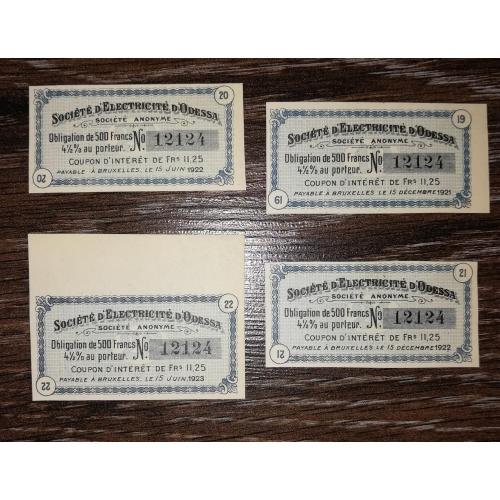 20
SOCIÉTÉ D'ELECTRICITÉ D'ODESSA
SOCIÉTÉ ANONYME
Obligation de 500 Francs
4½% au porteur.
No 12124
COUPON D'INTÉRÊT DE FRS 11,25
PAYABLE À BRUXELLES, LE 15 JUIN 1922
20
19
SOCIÉTÉ D'ELECTRICITÉ D'ODESSA
SOCIÉTÉ ANONYME
Obligation de 500 Francs
4½% au porteur.
No 12124
COUPON D'INTÉRÊT DE FRS 11,25
PAYABLE À BRUXELLES LE 15 DÉCEMBRE 1921
19
22
SOCIÉTÉ D'ELECTRICITÉ D'ODESSA
SOCIÉTÉ ANONYME
Obligation de 500 Francs
4½% au porteur.
No 12124
COUPON D'INTÉRÊT DE FRS 11,25
PAYABLE À BRUXELLES, LE 15 JUIN 1923
22
21
SOCIÉTÉ D'ELECTRICITÉ D'ODESSA
SOCIÉTÉ ANONYME
Obligation de 500 Francs
4½% au porteur.
No 12124
COUPON D'INTÉRÊT DE FRS 11,25
PAYABLE À BRUXELLES LE 15 DÉCEMBRE 1922
21